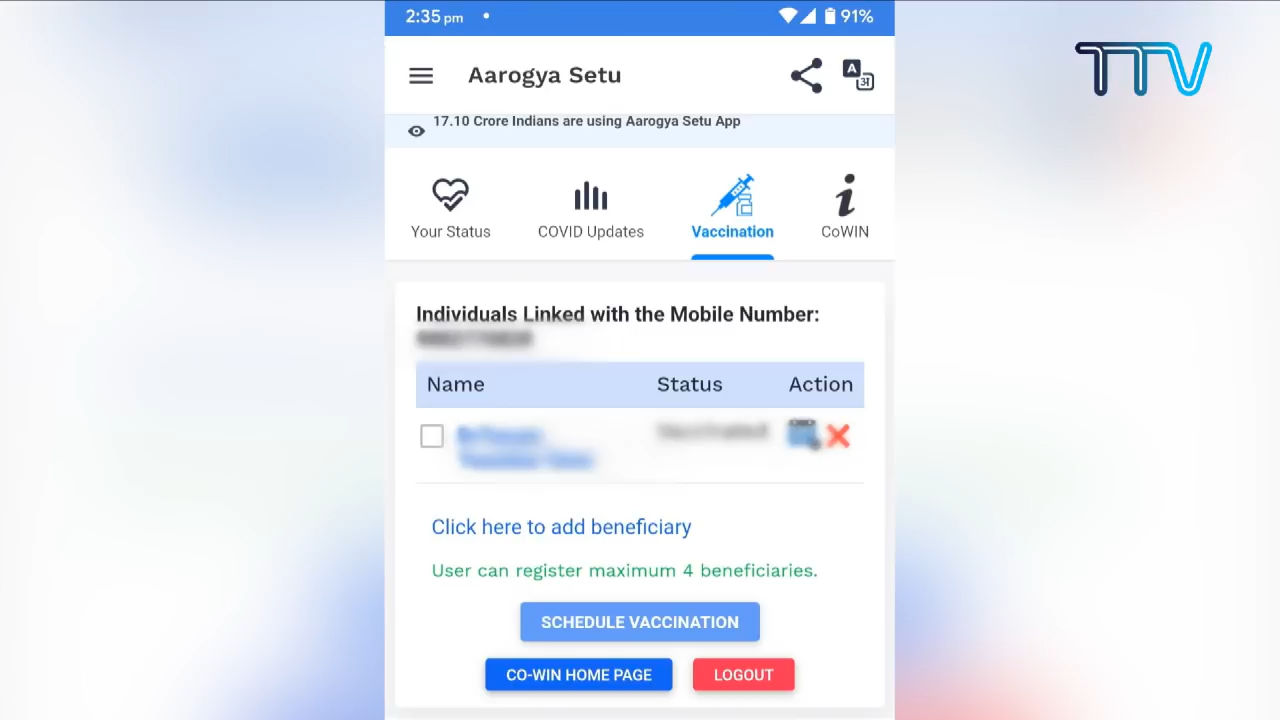 2:35 pm
91%
TTV
Aarogya Setu
17.10 Crore Indians are using Aarogya Setu App
Your Status
COVID Updates
Vaccination
CoWIN
Individuals Linked with the Mobile Number:
Name Status Action
Click here to add beneficiary
User can register maximum 4 beneficiaries.
SCHEDULE VACCINATION
CO-WIN HOME PAGE
LOGOUT